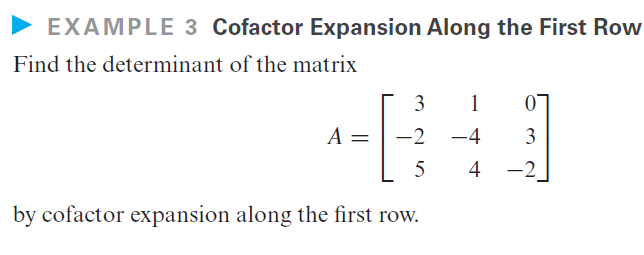 ▶ EXAMPLE 3 Cofactor Expansion Along the First Row
Find the determinant of the matrix
3 1 0
A = −2 −4 3
5 4 −2
by cofactor expansion along the first row.